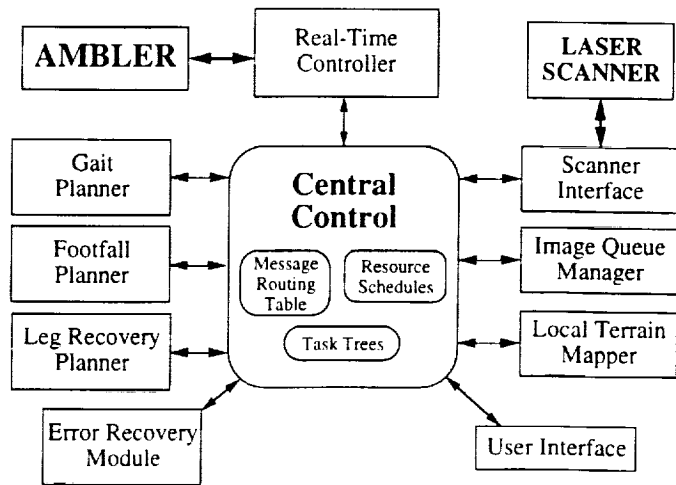 AMBLER
Real-Time
Controller
LASER
SCANNER
Gait
Planner
Central
Control
Scanner
Interface
Footfall
Planner
Message
Routing
Table
Resource
Schedules
Image Queue
Manager
Leg Recovery
Planner
Task Trees
Local Terrain
Mapper
Error Recovery
Module
User Interface